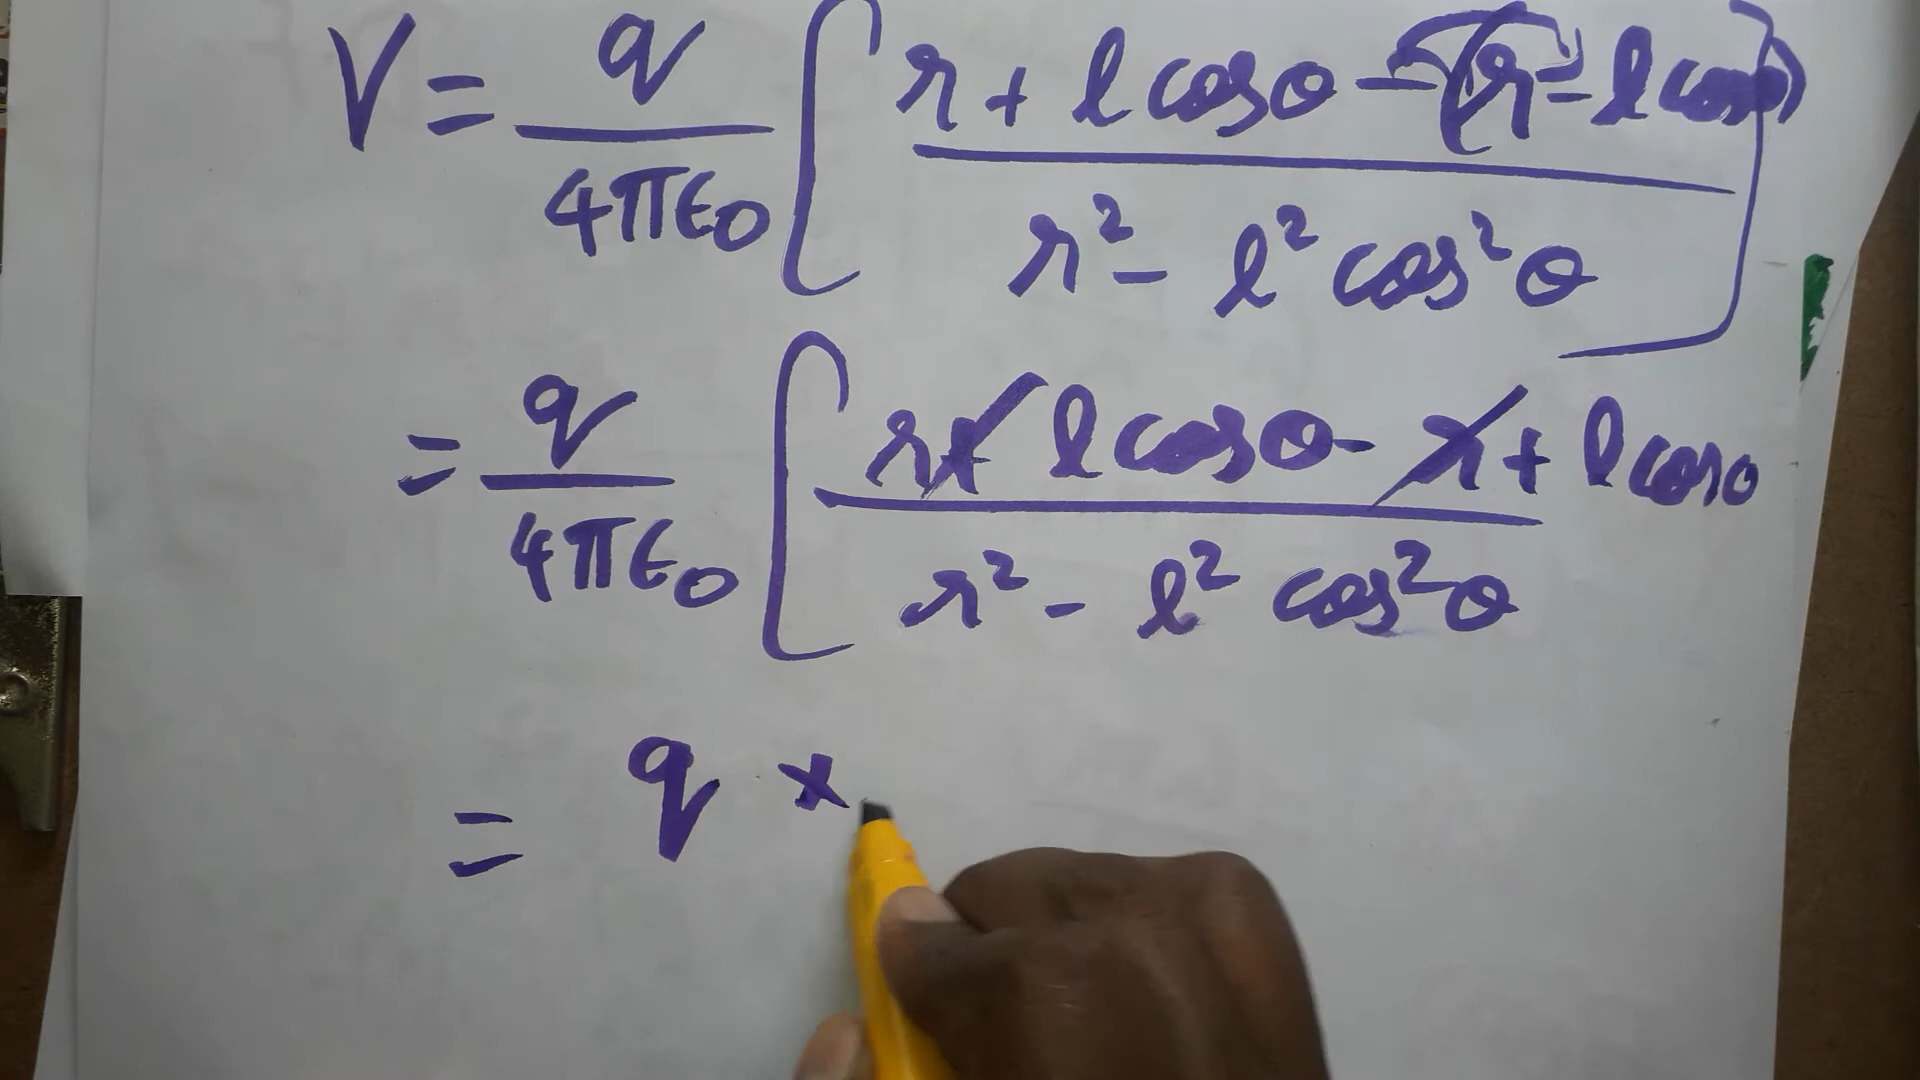 V = q/4πε0 [ r + l cosθ - (r - l cosθ) / r² - l² cos²θ ]
= q/4πε0 [ r + l cosθ - r + l cosθ / r² - l² cos²θ
= q ×